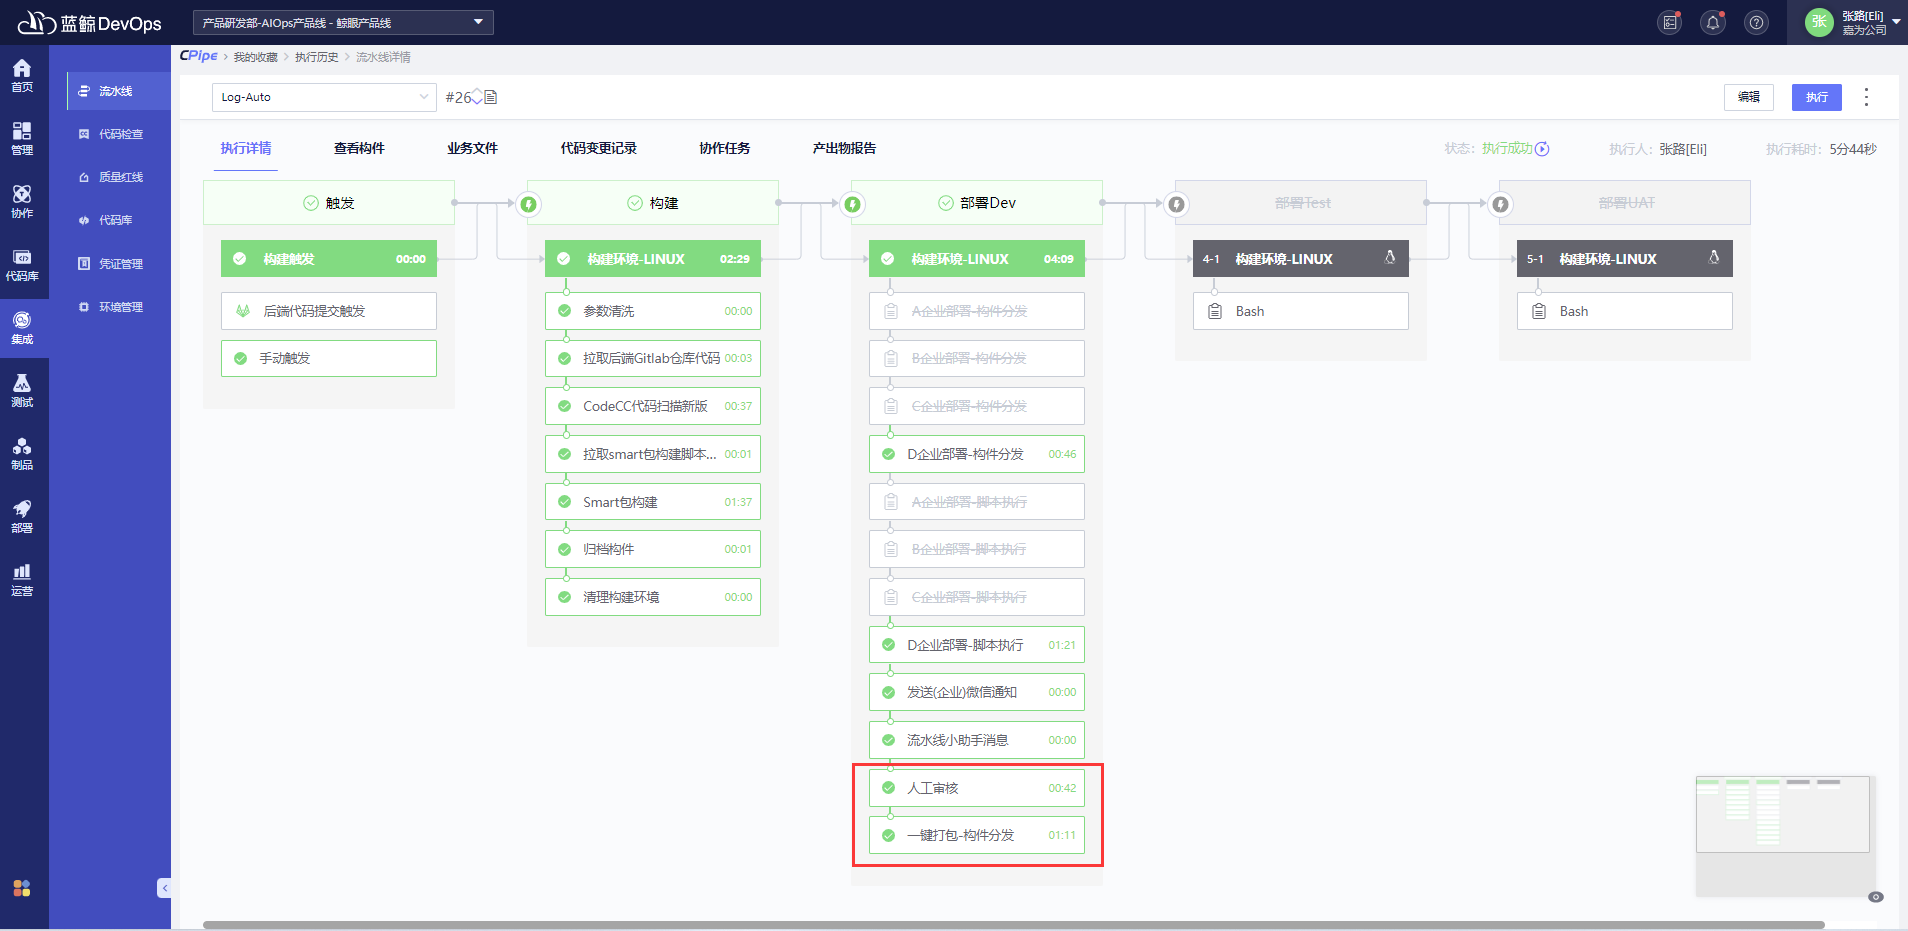 蓝鲸DevOps
产品研发部-AIOps产品线 - 鲸眼产品线
张
张路[Eli]
嘉为公司
首页
管理
协作
代码库
集成
测试
制品
部署
运营
流水线
代码检查
质量红线
代码库
凭证管理
环境管理
CPipe
我的收藏
执行历史
流水线详情
Log-Auto
#26
编辑
执行
执行详情
查看构件
业务文件
代码变更记录
协作任务
产出物报告
状态: 执行成功
执行人: 张路[Eli]
执行耗时: 5分44秒
触发
构建触发 00:00
后端代码提交触发
手动触发
构建
构建环境-LINUX 02:29
参数清洗 00:00
拉取后端Gitlab仓库代码 00:03
CodeCC代码扫描新版 00:37
拉取smart包构建脚本... 00:01
Smart包构建 01:37
归档构件 00:01
清理构建环境 00:00
部署Dev
构建环境-LINUX 04:09
A企业部署-构件分发
B企业部署-构件分发
C企业部署-构件分发
D企业部署-构件分发 00:46
A企业部署-脚本执行
B企业部署-脚本执行
C企业部署-脚本执行
D企业部署-脚本执行 01:21
发送(企业)微信通知 00:00
流水线小助手消息 00:00
人工审核 00:42
一键打包-构件分发 01:11
部署Test
4-1 构建环境-LINUX
Bash
部署UAT
5-1 构建环境-LINUX
Bash